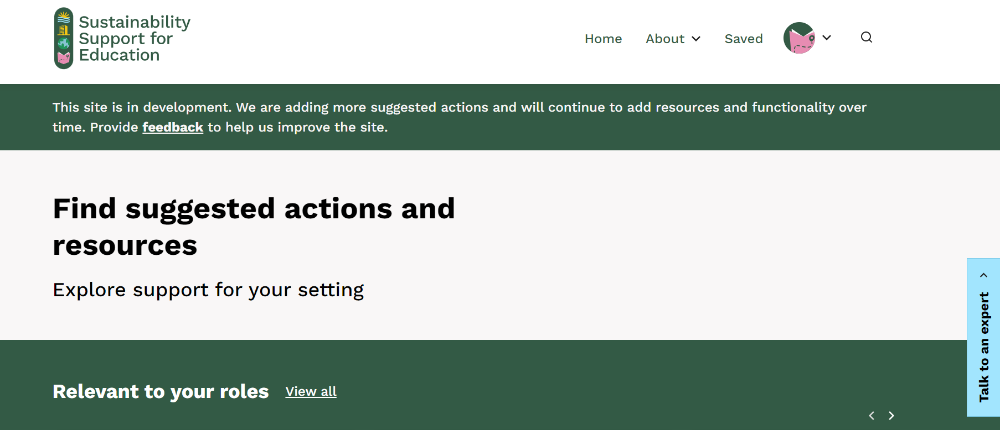 Sustainability
Support for
Education
Home
About
Saved
This site is in development. We are adding more suggested actions and will continue to add resources and functionality over
time. Provide feedback to help us improve the site.
Find suggested actions and
resources
Explore support for your setting
Talk to an expert
Relevant to your roles
View all